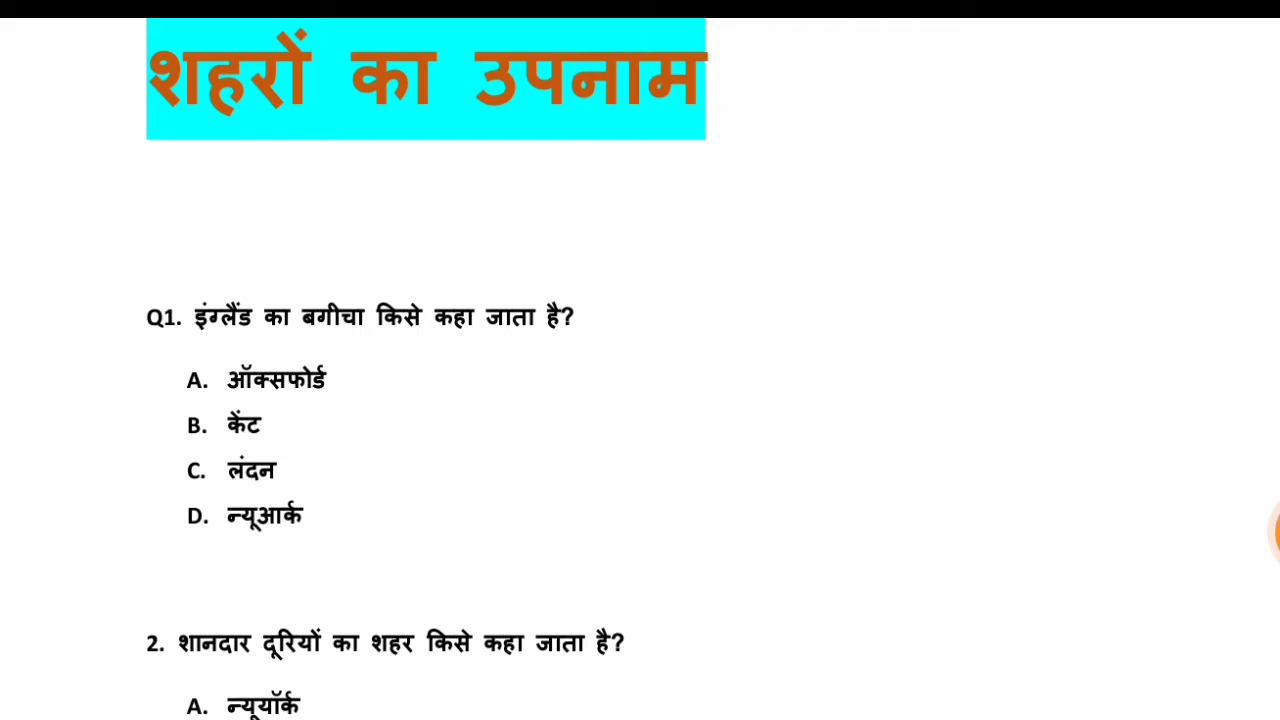 शहरों का उपनाम
Q1. इंग्लैंड का बगीचा किसे कहा जाता है?
A. ऑक्सफोर्ड
B. केंट
C. लंदन
D. न्यूआर्क
2. शानदार दूरियों का शहर किसे कहा जाता है?
A. न्यूयॉर्क